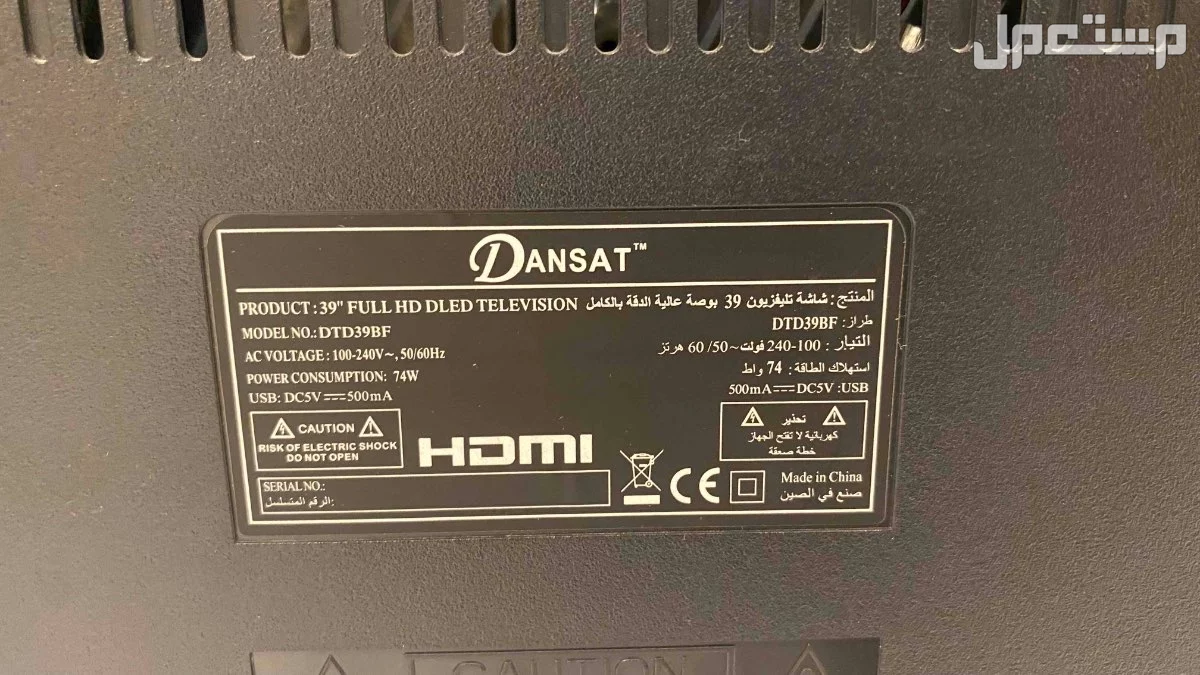 مستعمل
DANSAT™
PRODUCT : 39" FULL HD DLED TELEVISION المنتج : شاشة تليفزيون 39 بوصة عالية الدقة بالكامل
MODEL NO.: DTD39BF طراز: DTD39BF
AC VOLTAGE : 100-240V~, 50/60Hz التيار : 100-240 فولت~ 50/ 60 هرتز
POWER CONSUMPTION: 74W استهلاك الطاقة: 74 واط
USB: DC5V⎓500mA 500mA⎓DC5V :USB
CAUTION
RISK OF ELECTRIC SHOCK
DO NOT OPEN
HDMI
تحذير
كهربائية لا تفتح الجهاز
خطة صعقة
SERIAL NO.:
الرقم المتسلسل:
CE
Made in China
صنع في الصين
CAUTION